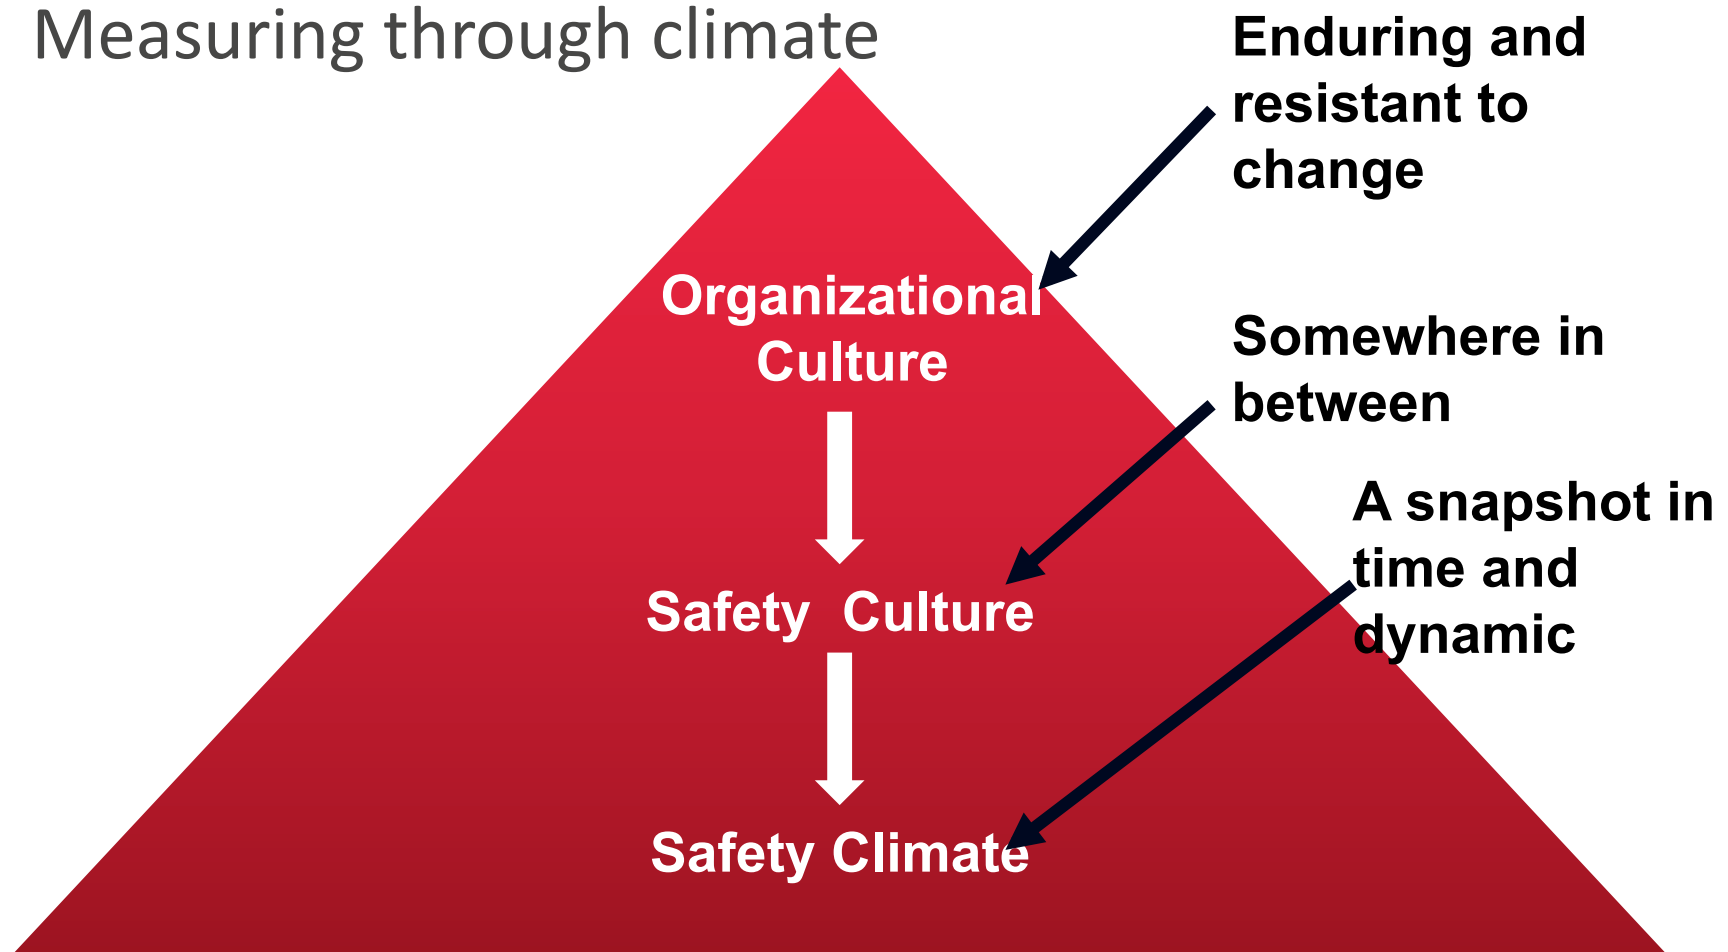 Measuring through climate
Enduring and
resistant to
change
Organizational
Culture
Somewhere in
between
A snapshot in
time and
dynamic
Safety  Culture
Safety Climate